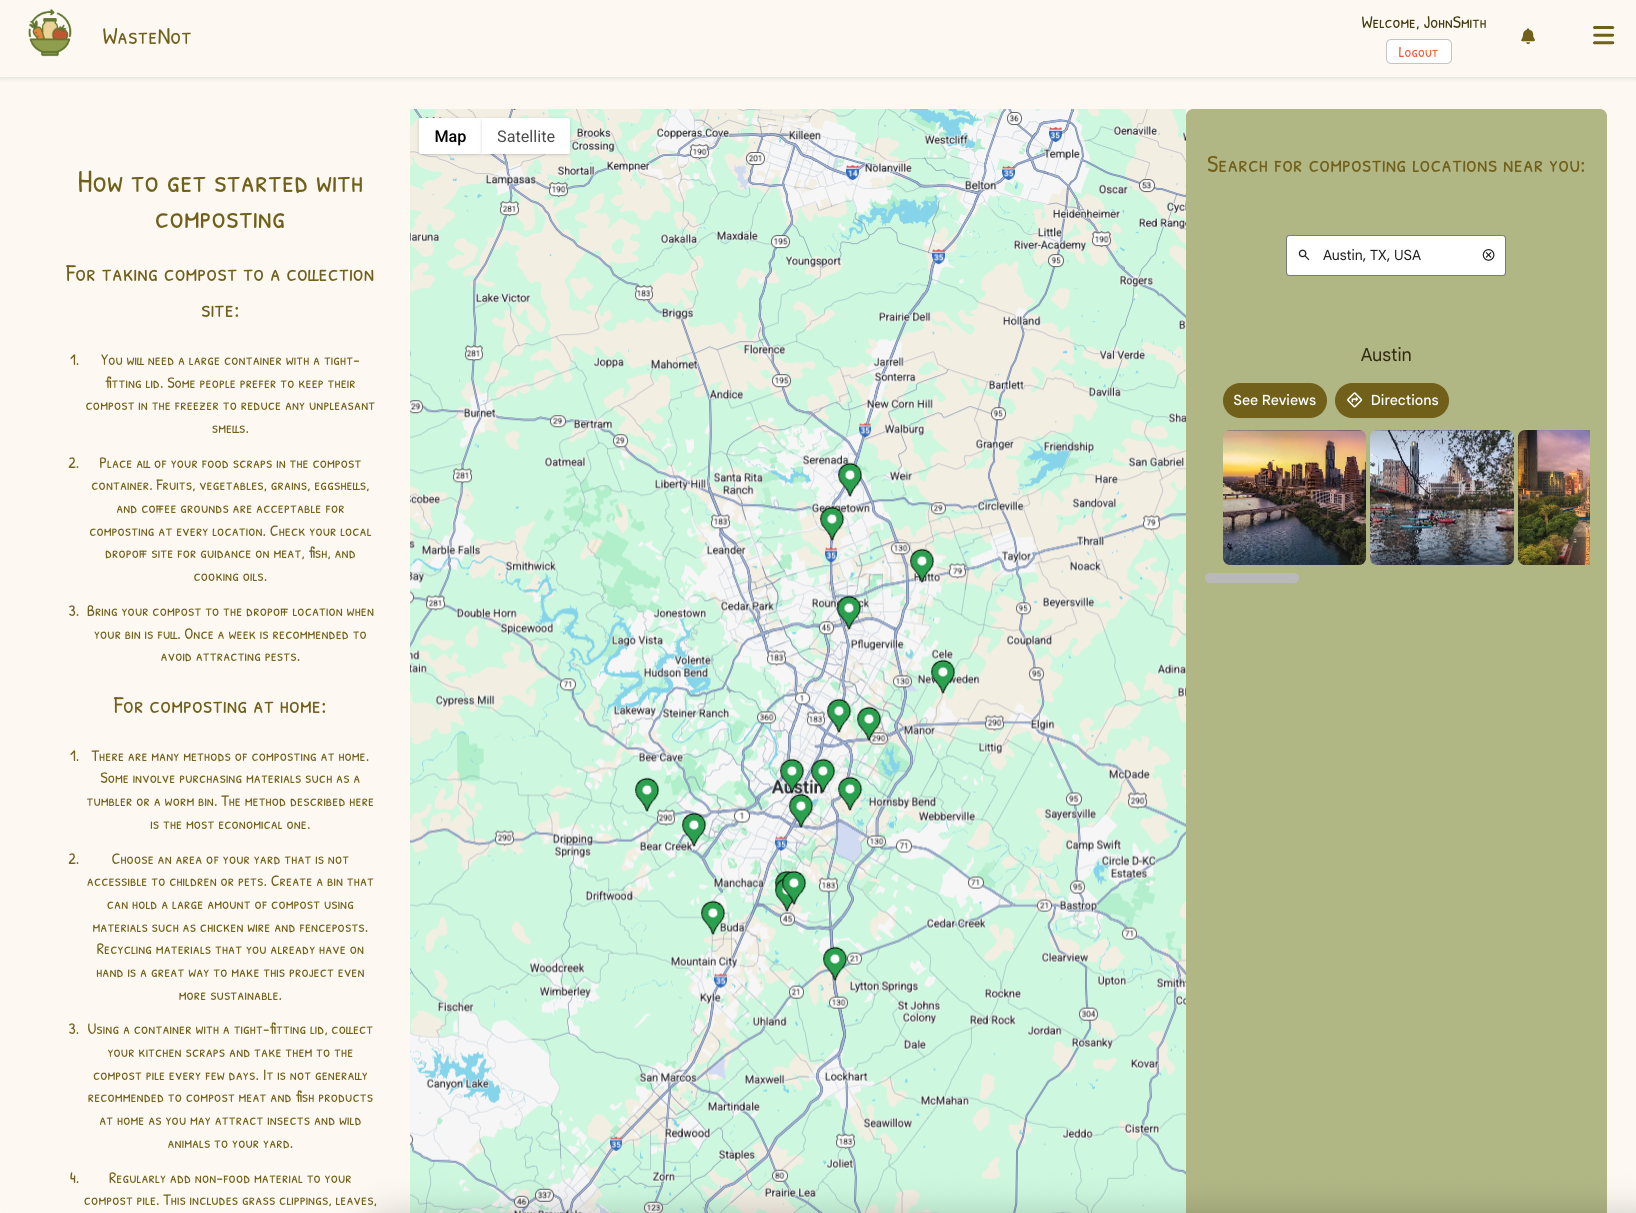 WasteNot
Welcome, JohnSmith
Logout
How to get started with
composting
For taking compost to a collection
site:
1. You will need a large container with a tight-
fitting lid. Some people prefer to keep their
compost in the freezer to reduce any unpleasant
smells.
2. Place all of your food scraps in the compost
container. Fruits, vegetables, grains, eggshells,
and coffee grounds are acceptable for
composting at every location. Check your local
dropoff site for guidance on meat, fish, and
cooking oils.
3. Bring your compost to the dropoff location when
your bin is full. Once a week is recommended to
avoid attracting pests.
For composting at home:
1. There are many methods of composting at home.
Some involve purchasing materials such as a
tumbler or a worm bin. The method described here
is the most economical one.
2. Choose an area of your yard that is not
accessible to children or pets. Create a bin that
can hold a large amount of compost using
materials such as chicken wire and fenceposts.
Recycling materials that you already have on
hand is a great way to make this project even
more sustainable.
3. Using a container with a tight-fitting lid, collect
your kitchen scraps and take them to the
compost pile every few days. It is not generally
recommended to compost meat and fish products
at home as you may attract insects and wild
animals to your yard.
4. Regularly add non-food material to your
compost pile. This includes grass clippings, leaves,
Map
Satellite
Brooks
Crossing
Copperas Cove
Killeen
Westcliff
Oenaville
Temple
Lampasas
Kempner
Shortall
Nolanville
Belton
Oscar
Heidenheimer
Red Rang
Little
River-Academy
Oakalla
Maxdale
Youngsport
Rogers
Lake Victor
Briggs
Prairie Dell
Holland
Florence
Joppa
Mahomet
Jarrell
Sonterra
Val Verde
Andice
Bartlett
Davilla
New Corn Hill
Burnet
Bertram
Walburg
Granger
Friendship
Oatmeal
Serenada
San Gabriel
Liberty Hill
Santa Rita
Ranch
Weir
Hare
Sandoval
Circleville
Leander
Thrall
Marble Falls
Smithwick
Taylor
Noack
Double Horn
Spicewood
Jonestown
Cedar Park
Beyersville
Lago Vista
Pflugerville
Coupland
Volente
Hudson Bend
Cele
Cypress Mill
Lakeway
Steiner Ranch
Manor
Elgin
Littig
Bee Cave
McDade
Austin
Hornsby Bend
Webberville
Sayersville
Dripping
Springs
Bear Creek
Camp Swift
Circle D-KC
Estates
Driftwood
Manchaca
Bastrop
Cedar Creek
Buda
Mountain City
Clearview
Woodcreek
Wimberley
Lytton Springs
Upton
Kyle
Fischer
Rockne
St Johns
Colony
Red Rock
Uhland
Jordan
Rosanky
Dale
Kovar
Canyon Lake
San Marcos
Maxwell
Lockhart
Martindale
McMahan
Redwood
Seawillow
Jeddo
Cistern
Staples
Joliet
Zorn
Prairie Lea
Search for composting locations near you:
Austin, TX, USA
Austin
See Reviews
Directions